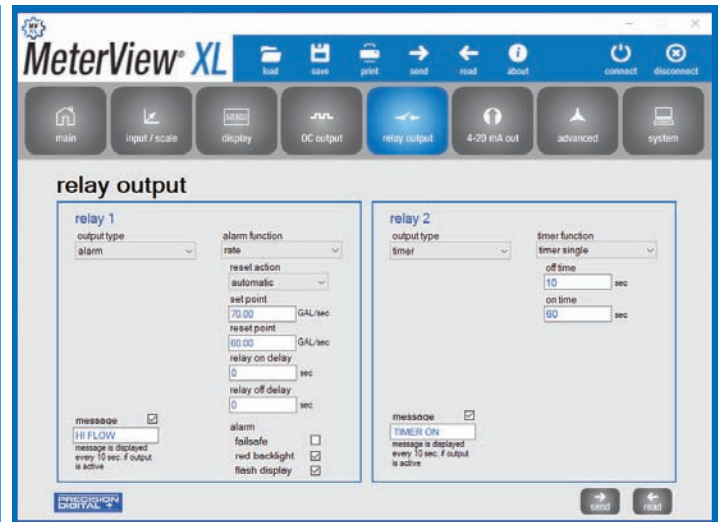 MV
XL
MeterView® XL
load
save
print
send
read
about
connect
disconnect
main
input / scale
display
OC output
relay output
4-20 mA out
advanced
system
relay output
relay 1
output type
alarm
alarm function
rate
reset action
automatic
set point
70.00 GAL/sec
reset point
60.00 GAL/sec
relay on delay
0 sec
relay off delay
0 sec
message
HI FLOW
message is displayed
every 10 sec. if output
is active
alarm
failsafe
red backlight
flash display
relay 2
output type
timer
timer function
timer single
off time
10 sec
on time
60 sec
message
TIMER ON
message is displayed
every 10 sec. if output
is active
PRECISION
DIGITAL
send
read